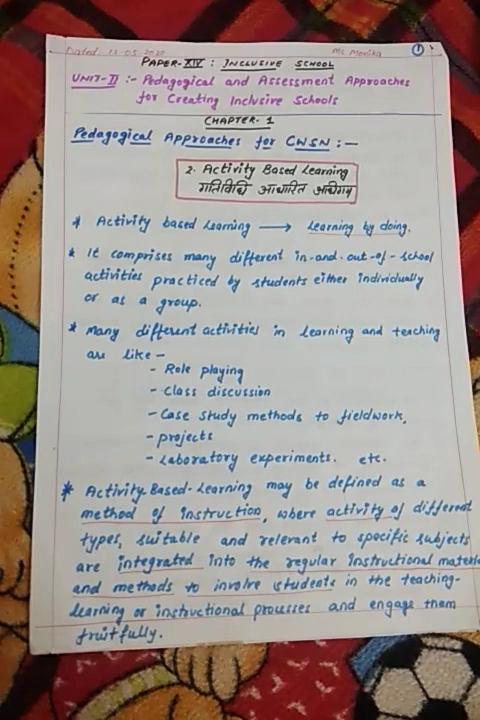 Dated. 13-05-2020
Ms. Monika
1
PAPER-XIV : INCLUSIVE SCHOOL
UNIT-II :- Pedagogical and Assessment Approaches
for Creating Inclusive Schools
CHAPTER-1
Pedagogical Approaches for CWSN :-
2. Activity Based Learning
गतिविधि आधारित अधिगम
* Activity based learning → Learning by doing.
* It comprises many different in-and-out-of-school
activities practiced by students either individually
or as a group.
* Many different activities in learning and teaching
are like -
- Role playing
- Class discussion
- Case study methods to fieldwork,
- projects
- Laboratory experiments. etc.
* Activity-Based-Learning may be defined as a
method of instruction, where activity of different
types, suitable and relevant to specific subjects
are integrated into the regular instructional material
and methods to involve students in the teaching-
learning or instructional processes and engage them
fruitfully.